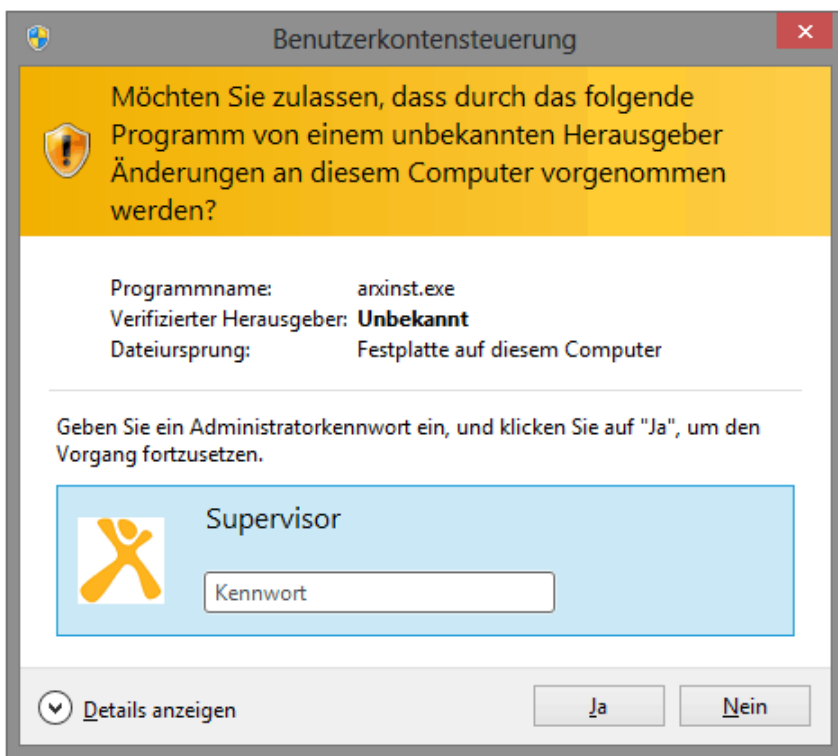 Benutzerkontensteuerung
Möchten Sie zulassen, dass durch das folgende
Programm von einem unbekannten Herausgeber
Änderungen an diesem Computer vorgenommen
werden?
Programmname: arxinst.exe
Verifizierter Herausgeber: Unbekannt
Dateiursprung: Festplatte auf diesem Computer
Geben Sie ein Administratorkennwort ein, und klicken Sie auf "Ja", um den
Vorgang fortzusetzen.
Supervisor
Kennwort
Details anzeigen
Ja
Nein